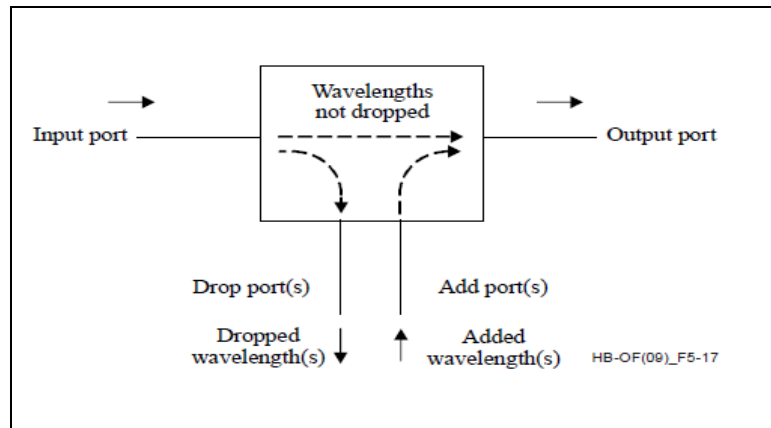 Wavelengths
not dropped
Input port
Output port
Drop port(s)
Add port(s)
Dropped
wavelength(s)
Added
wavelength(s)
HB-OF(09)_F5-17